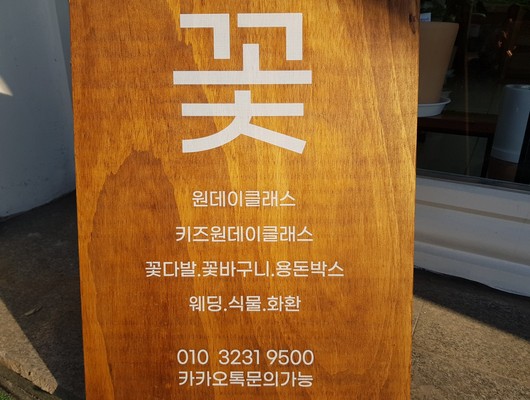 꽃
원데이클래스
키즈원데이클래스
꽃다발.꽃바구니.용돈박스
웨딩.식물.화환
010 3231 9500
카카오톡문의가능